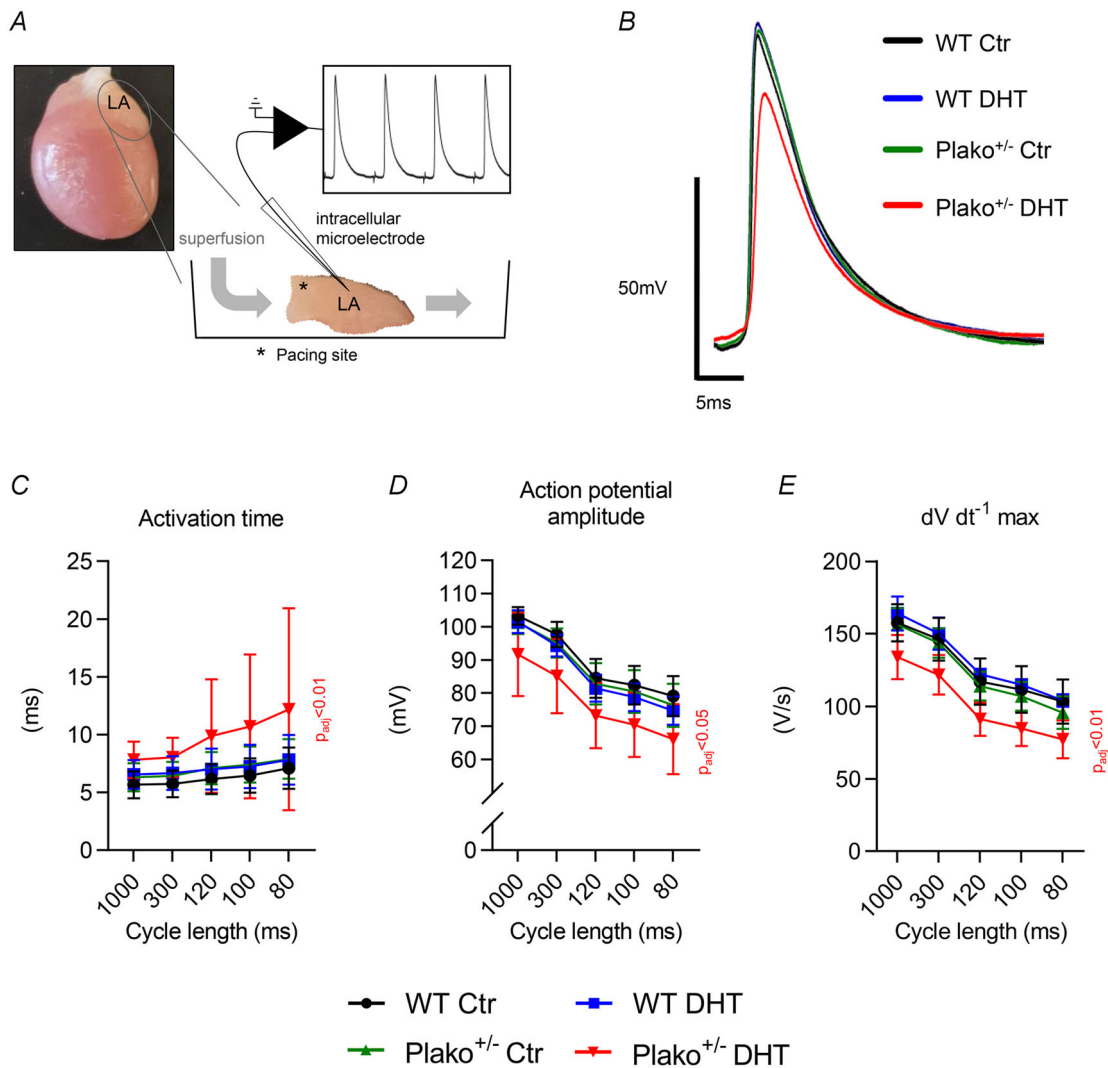 A
LA
superfusion
intracellular
microelectrode
*
LA
* Pacing site
B
WT Ctr
WT DHT
Plako+/- Ctr
Plako+/- DHT
50mV
5ms
C
Activation time
(ms)
25
20
15
10
5
0
1000
300
120
100
80
Cycle length (ms)
padj<0.01
D
Action potential
amplitude
(mV)
120
110
100
90
80
70
60
0
1000
300
120
100
80
Cycle length (ms)
padj<0.05
E
dV dt-1 max
(V/s)
200
150
100
50
0
1000
300
120
100
80
Cycle length (ms)
padj<0.01
WT Ctr
WT DHT
Plako+/- Ctr
Plako+/- DHT